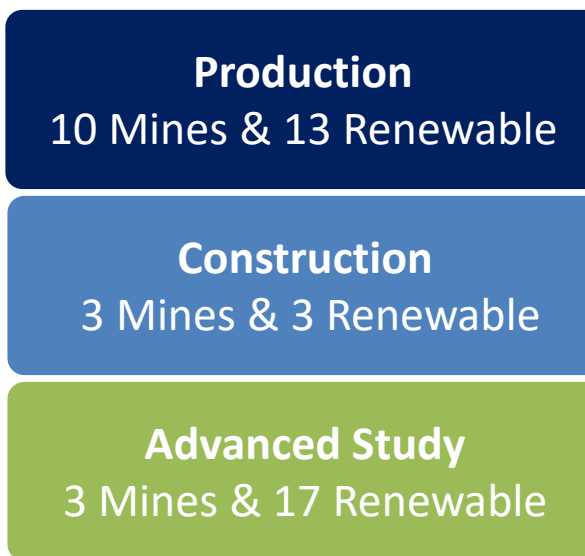 Production
10 Mines & 13 Renewable
Construction
3 Mines & 3 Renewable
Advanced Study
3 Mines & 17 Renewable